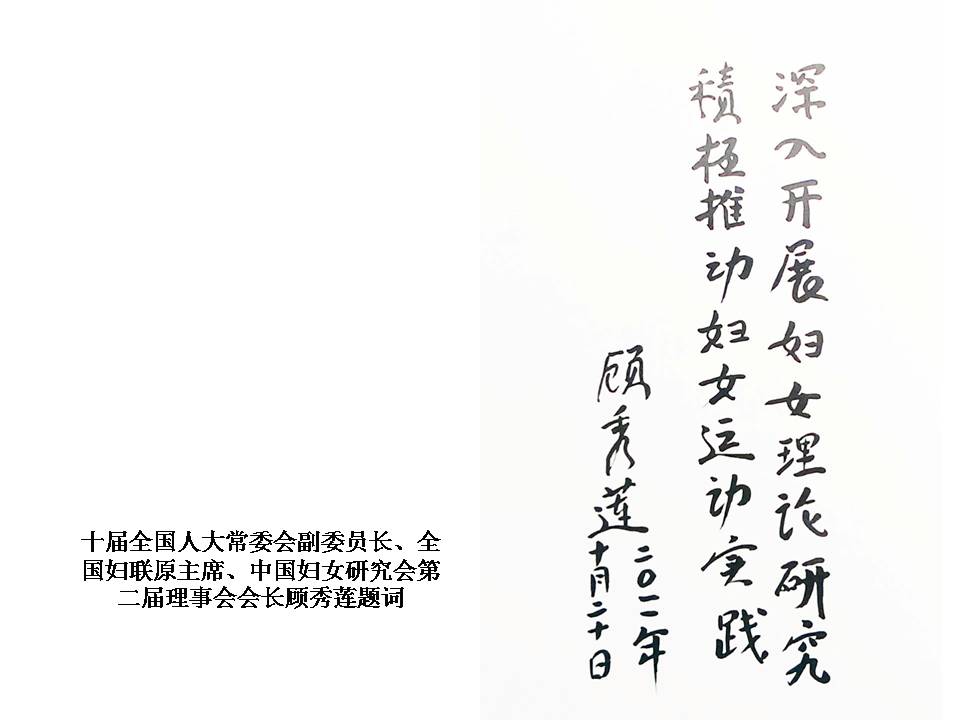 深入开展妇女理论研究
積极推动妇女运动实践
顾秀莲
二〇一一年
十月二十日
十届全国人大常委会副委员长、全
国妇联原主席、中国妇女研究会第
二届理事会会长顾秀莲题词